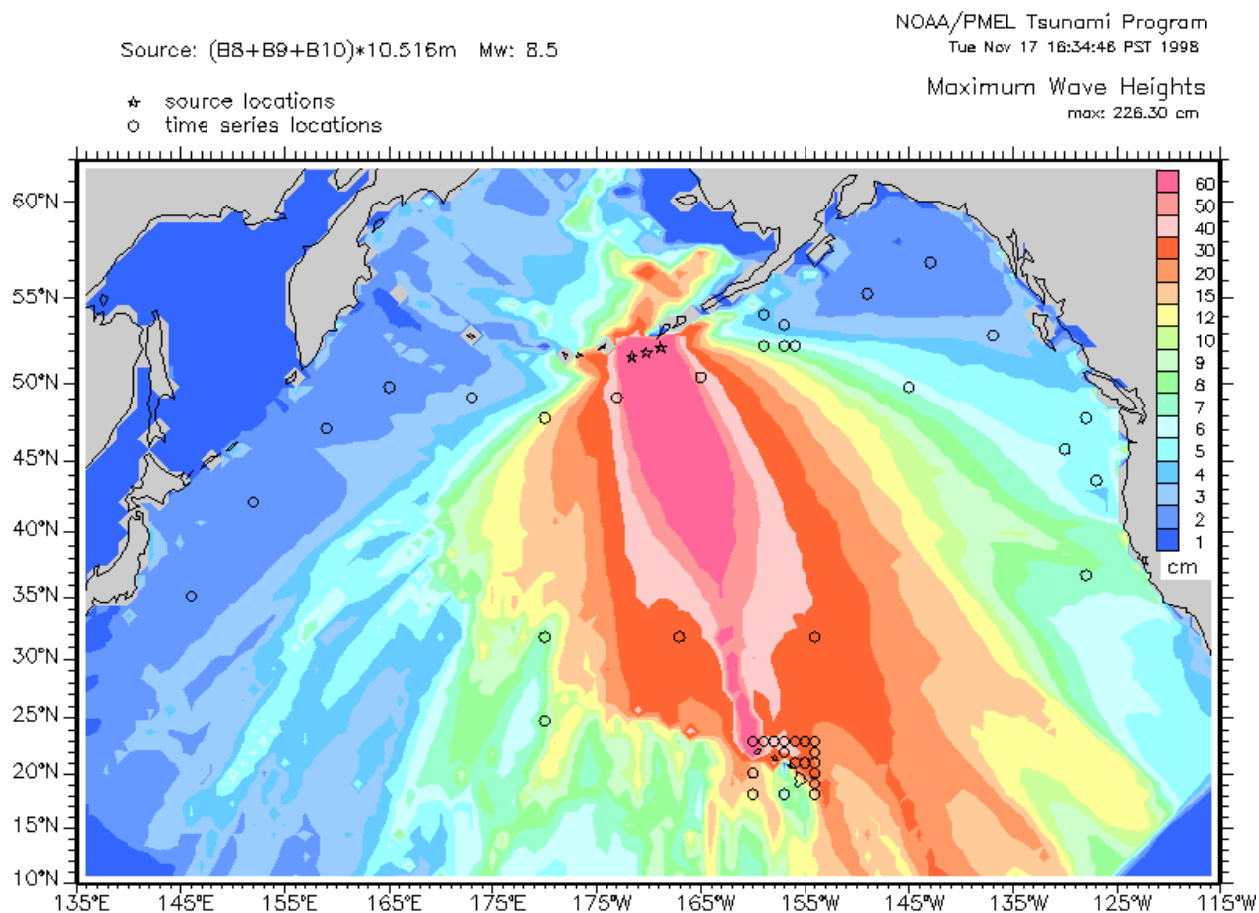 NOAA/PMEL Tsunami Program
Source: (B8+B9+B10)*10.516m Mw: 8.5
Tue Nov 17 16:34:46 PST 1998
Maximum Wave Heights
max: 226.30 cm
source locations
time series locations
60°N
55°N
50°N
45°N
40°N
35°N
30°N
25°N
20°N
15°N
10°N
60
50
40
30
20
15
12
10
9
8
7
6
5
4
3
2
1
cm
135°E
145°E
155°E
165°E
175°E
175°W
165°W
155°W
145°W
135°W
125°W
115°W